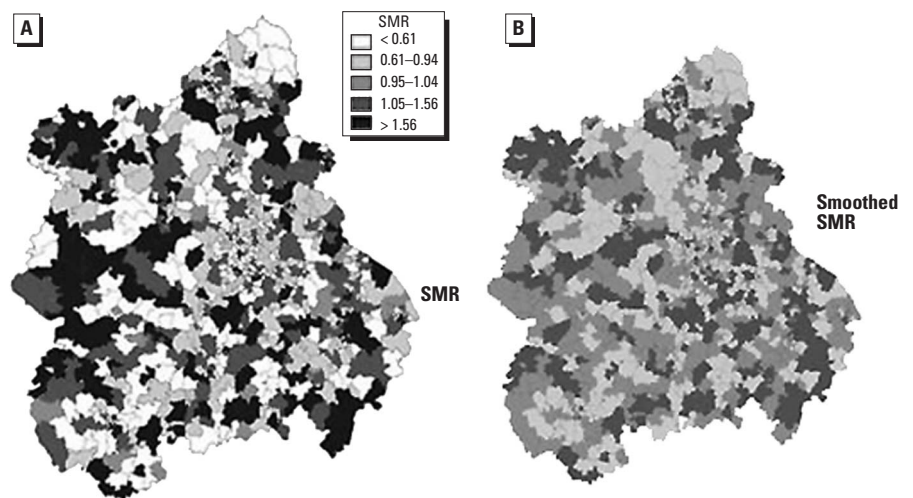 A
SMR
< 0.61
0.61–0.94
0.95–1.04
1.05–1.56
> 1.56
SMR
B
Smoothed
SMR